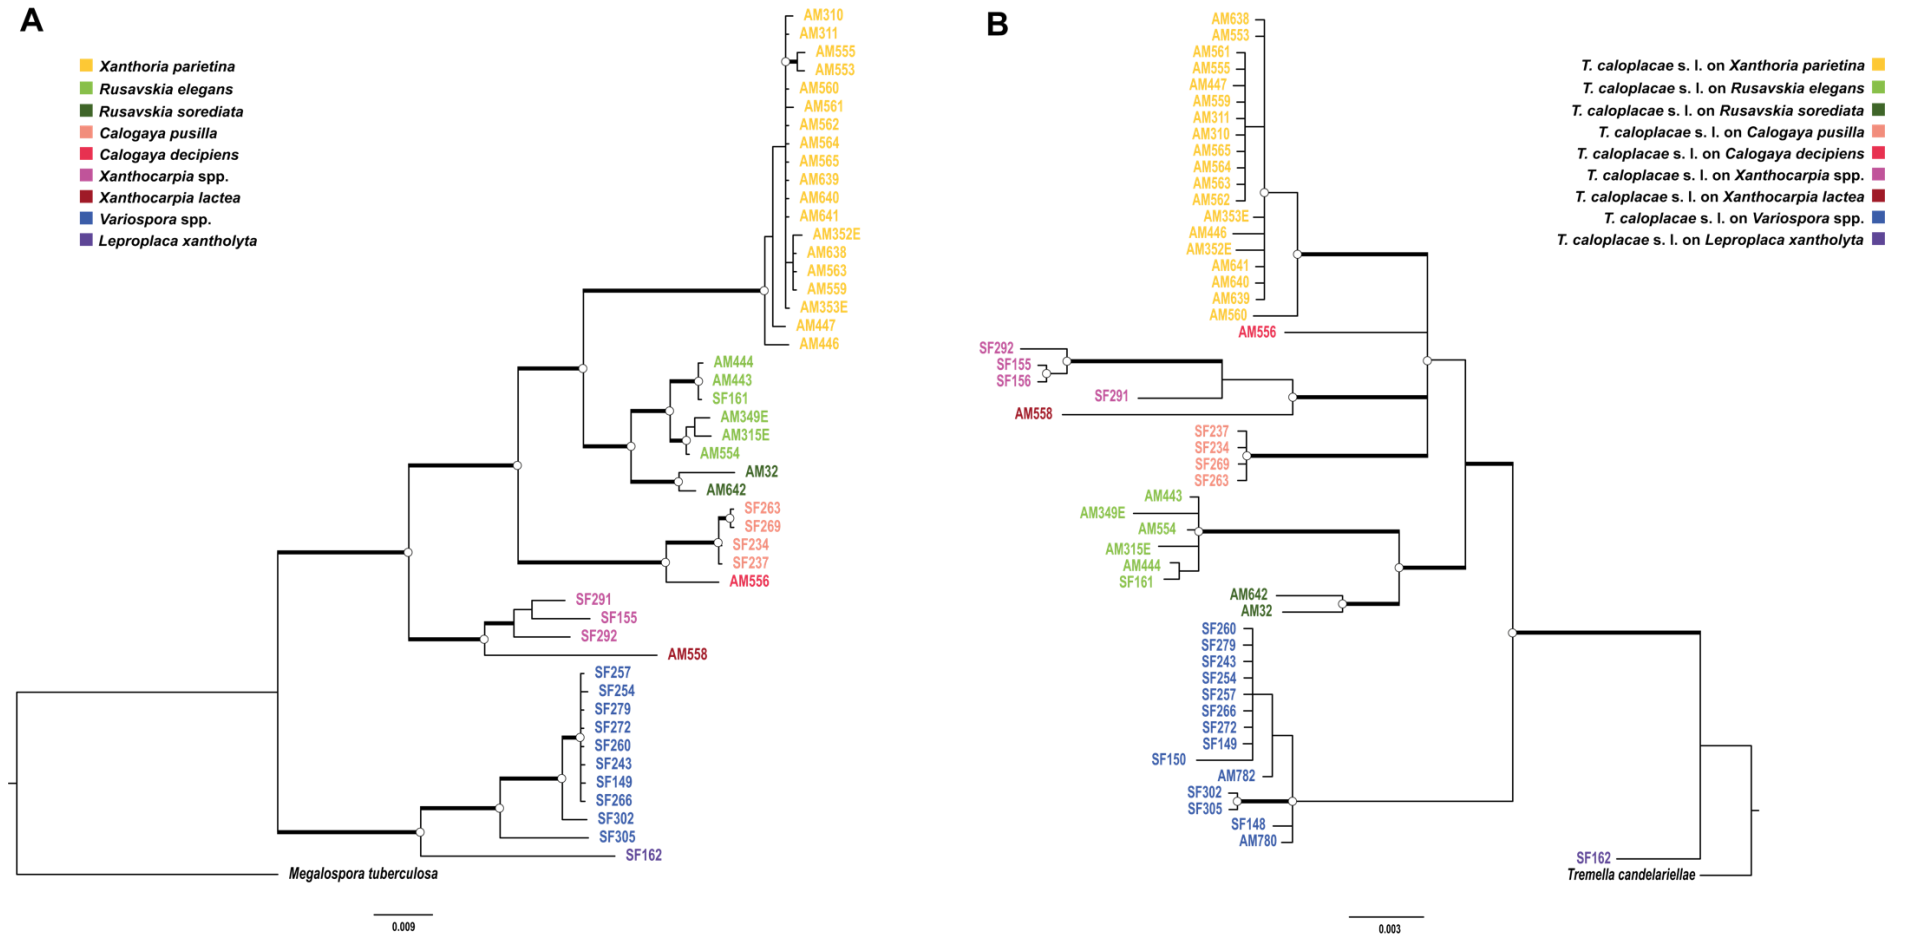 A
Xanthoria parietina
Rusavskia elegans
Rusavskia sorediata
Calogaya pusilla
Calogaya decipiens
Xanthocarpia spp.
Xanthocarpia lactea
Variospora spp.
Leproplaca xantholyta
AM310
AM311
AM555
AM553
AM560
AM561
AM562
AM564
AM565
AM639
AM640
AM641
AM352E
AM638
AM563
AM559
AM353E
AM447
AM446
AM444
AM443
SF161
AM349E
AM315E
AM554
AM32
AM642
SF263
SF269
SF234
SF237
AM556
SF291
SF155
SF292
AM558
SF257
SF254
SF279
SF272
SF260
SF243
SF149
SF266
SF302
SF305
SF162
Megalospora tuberculosa
0.009
B
T. caloplacae s. l. on Xanthoria parietina
T. caloplacae s. l. on Rusavskia elegans
T. caloplacae s. l. on Rusavskia sorediata
T. caloplacae s. l. on Calogaya pusilla
T. caloplacae s. l. on Calogaya decipiens
T. caloplacae s. l. on Xanthocarpia spp.
T. caloplacae s. l. on Xanthocarpia lactea
T. caloplacae s. l. on Variospora spp.
T. caloplacae s. l. on Leproplaca xantholyta
AM638
AM553
AM561
AM555
AM447
AM559
AM311
AM310
AM565
AM564
AM563
AM562
AM353E
AM446
AM352E
AM641
AM640
AM639
AM560
AM556
SF292
SF155
SF156
SF291
AM558
SF237
SF234
SF269
SF263
AM443
AM349E
AM554
AM315E
AM444
SF161
AM642
AM32
SF260
SF279
SF243
SF254
SF257
SF266
SF272
SF149
SF150
AM782
SF302
SF305
SF148
AM780
SF162
Tremella candelariellae
0.003